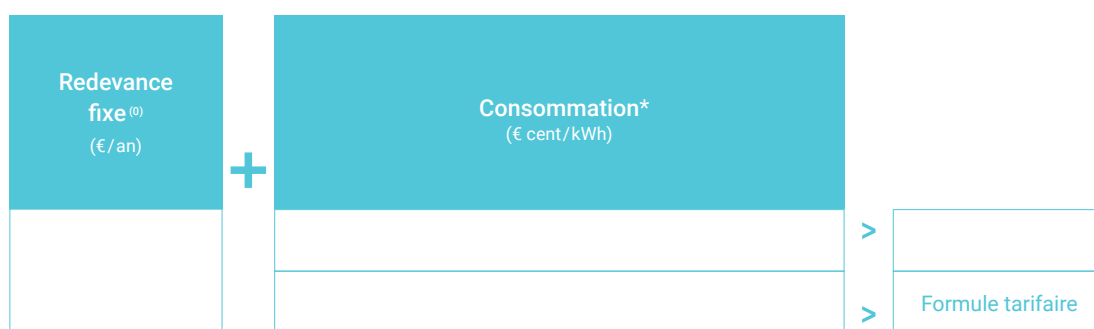 Redevance
fixe (0)
(€/an)
+
Consommation*
(€ cent/kWh)
>
>
Formule tarifaire